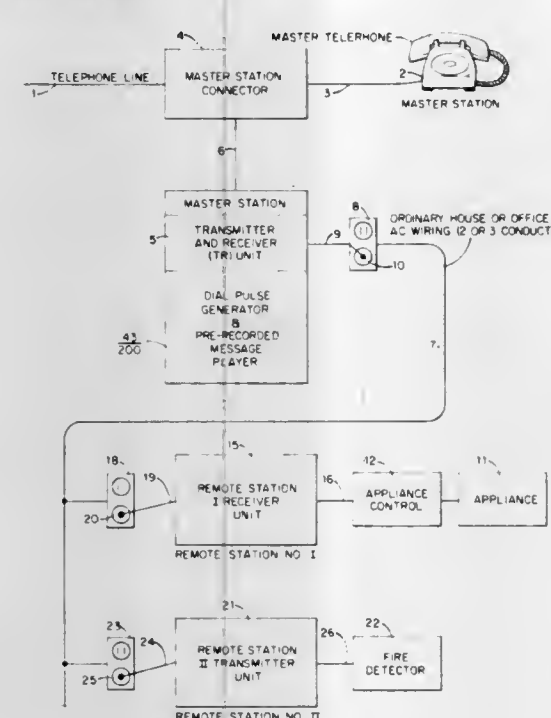 4
MASTER TELERHONE
TELEPHONE LINE
MASTER STATION
CONNECTOR
2
1
3
MASTER STATION
6
MASTER STATION
8
5
TRANSMITTER
AND RECEIVER
(TR) UNIT
9
ORDINARY HOUSE OR OFFICE
AC WIRING (2 OR 3 CONDUCT
10
DIAL PULSE
GENERATOR
&
PRE-RECORDED
MESSAGE
PLAYER
43
200
7
15
18
19
12
11
REMOTE STATION
I RECEIVER
UNIT
16
APPLIANCE
CONTROL
APPLIANCE
20
REMOTE STATION NO. I
21
23
24
22
REMOTE STATION
II TRANSMITTER
UNIT
26
FIRE
DETECTOR
25
REMOTE STATION NO. II